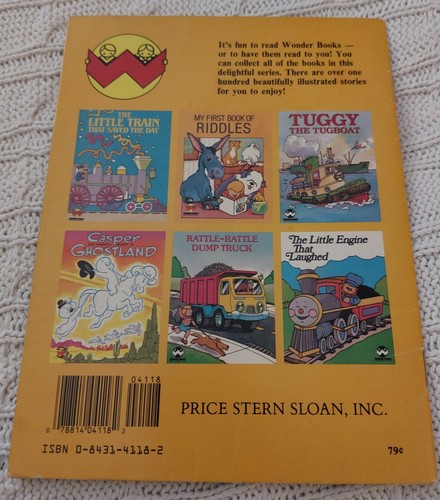 It's fun to read Wonder Books —
or to have them read to you! You
can collect all of the books in this
delightful series. There are over one
hundred beautifully illustrated stories
for you to enjoy!
THE
LITTLE TRAIN
THAT SAVED THE DAY
MY FIRST BOOK OF
RIDDLES
TUGGY
THE TUGBOAT
Casper
in
GHOSTLAND
RATTLE-RATTLE
DUMP TRUCK
The Little Engine
That
Laughed
04118
0 78814 04118 2
PRICE STERN SLOAN, INC.
ISBN 0-8431-4118-2
79¢